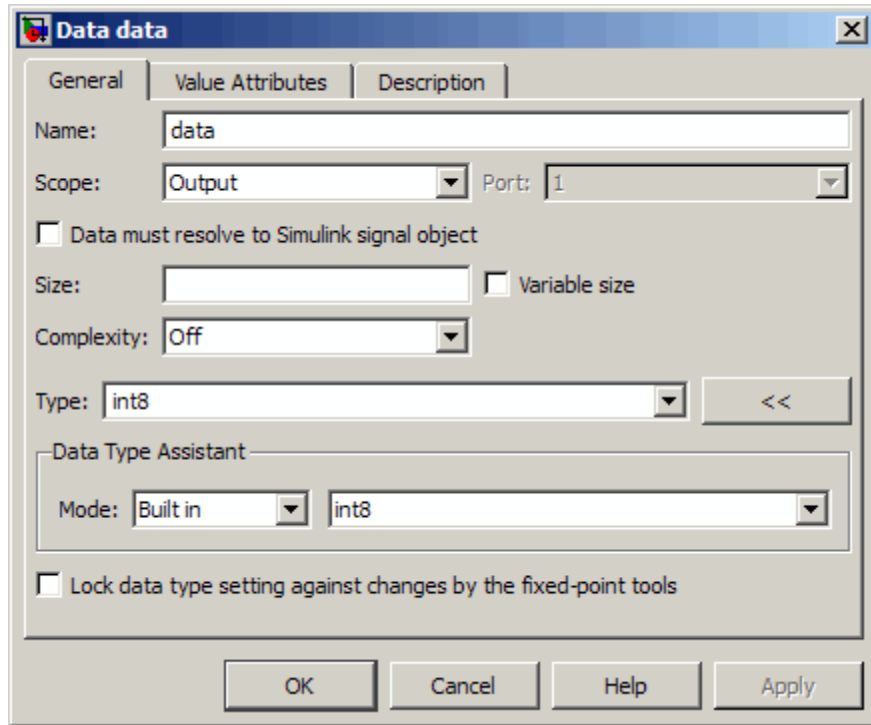 Data data
General Value Attributes Description
Name: data
Scope: Output Port: 1
Data must resolve to Simulink signal object
Size: Variable size
Complexity: Off
Type: int8 <<
Data Type Assistant
Mode: Built in int8
Lock data type setting against changes by the fixed-point tools
OK Cancel Help Apply